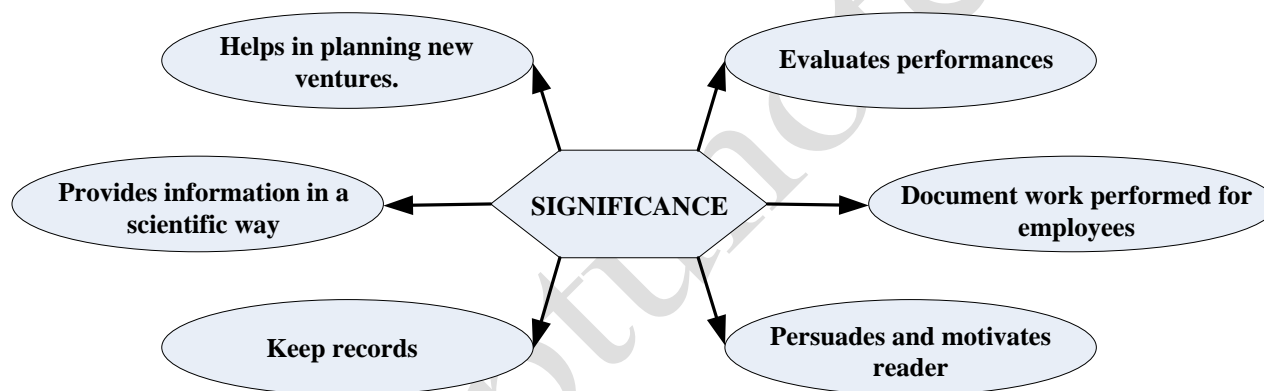 Helps in planning new
ventures.
Evaluates performances
Provides information in a
scientific way
SIGNIFICANCE
Document work performed for
employees
Keep records
Persuades and motivates
reader